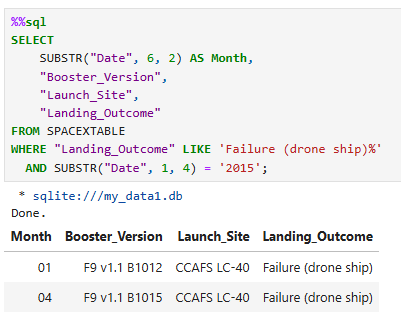 %%sql
SELECT
    SUBSTR("Date", 6, 2) AS Month,
    "Booster_Version",
    "Launch_Site",
    "Landing_Outcome"
FROM SPACEXTABLE
WHERE "Landing_Outcome" LIKE 'Failure (drone ship)%'
  AND SUBSTR("Date", 1, 4) = '2015';
 * sqlite:///my_data1.db
Done.
Month Booster_Version Launch_Site Landing_Outcome
01 F9 v1.1 B1012 CCAFS LC-40 Failure (drone ship)
04 F9 v1.1 B1015 CCAFS LC-40 Failure (drone ship)